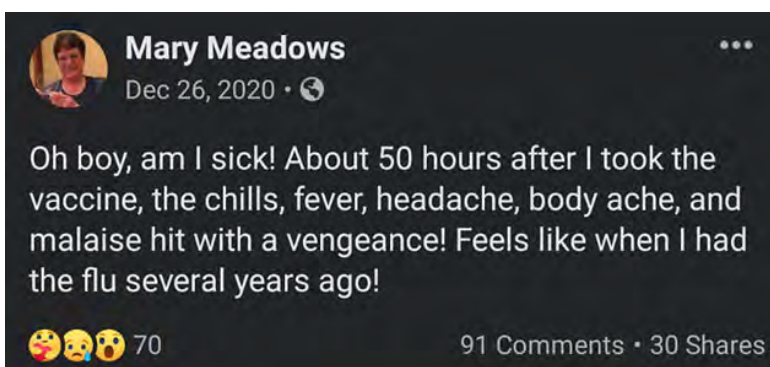 Mary Meadows
Dec 26, 2020 •
Oh boy, am I sick! About 50 hours after I took the
vaccine, the chills, fever, headache, body ache, and
malaise hit with a vengeance! Feels like when I had
the flu several years ago!
70
91 Comments • 30 Shares